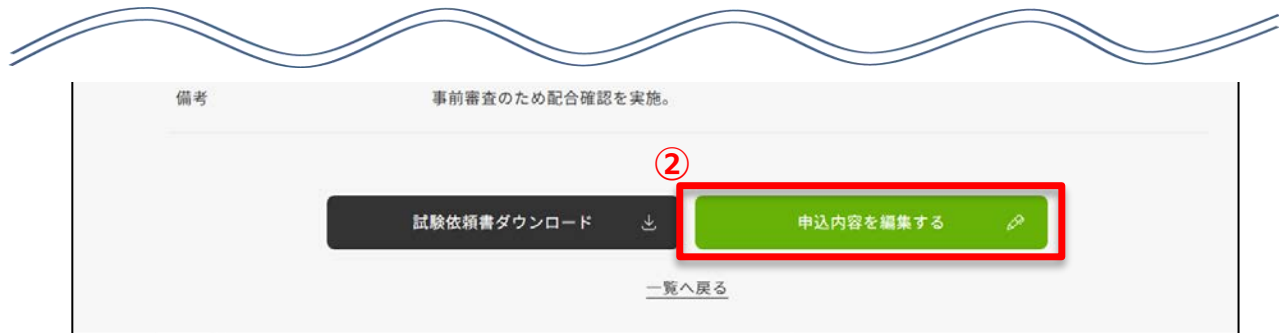 備考 事前審査のため配合確認を実施。
②
試験依頼書ダウンロード 申込内容を編集する
一覧へ戻る